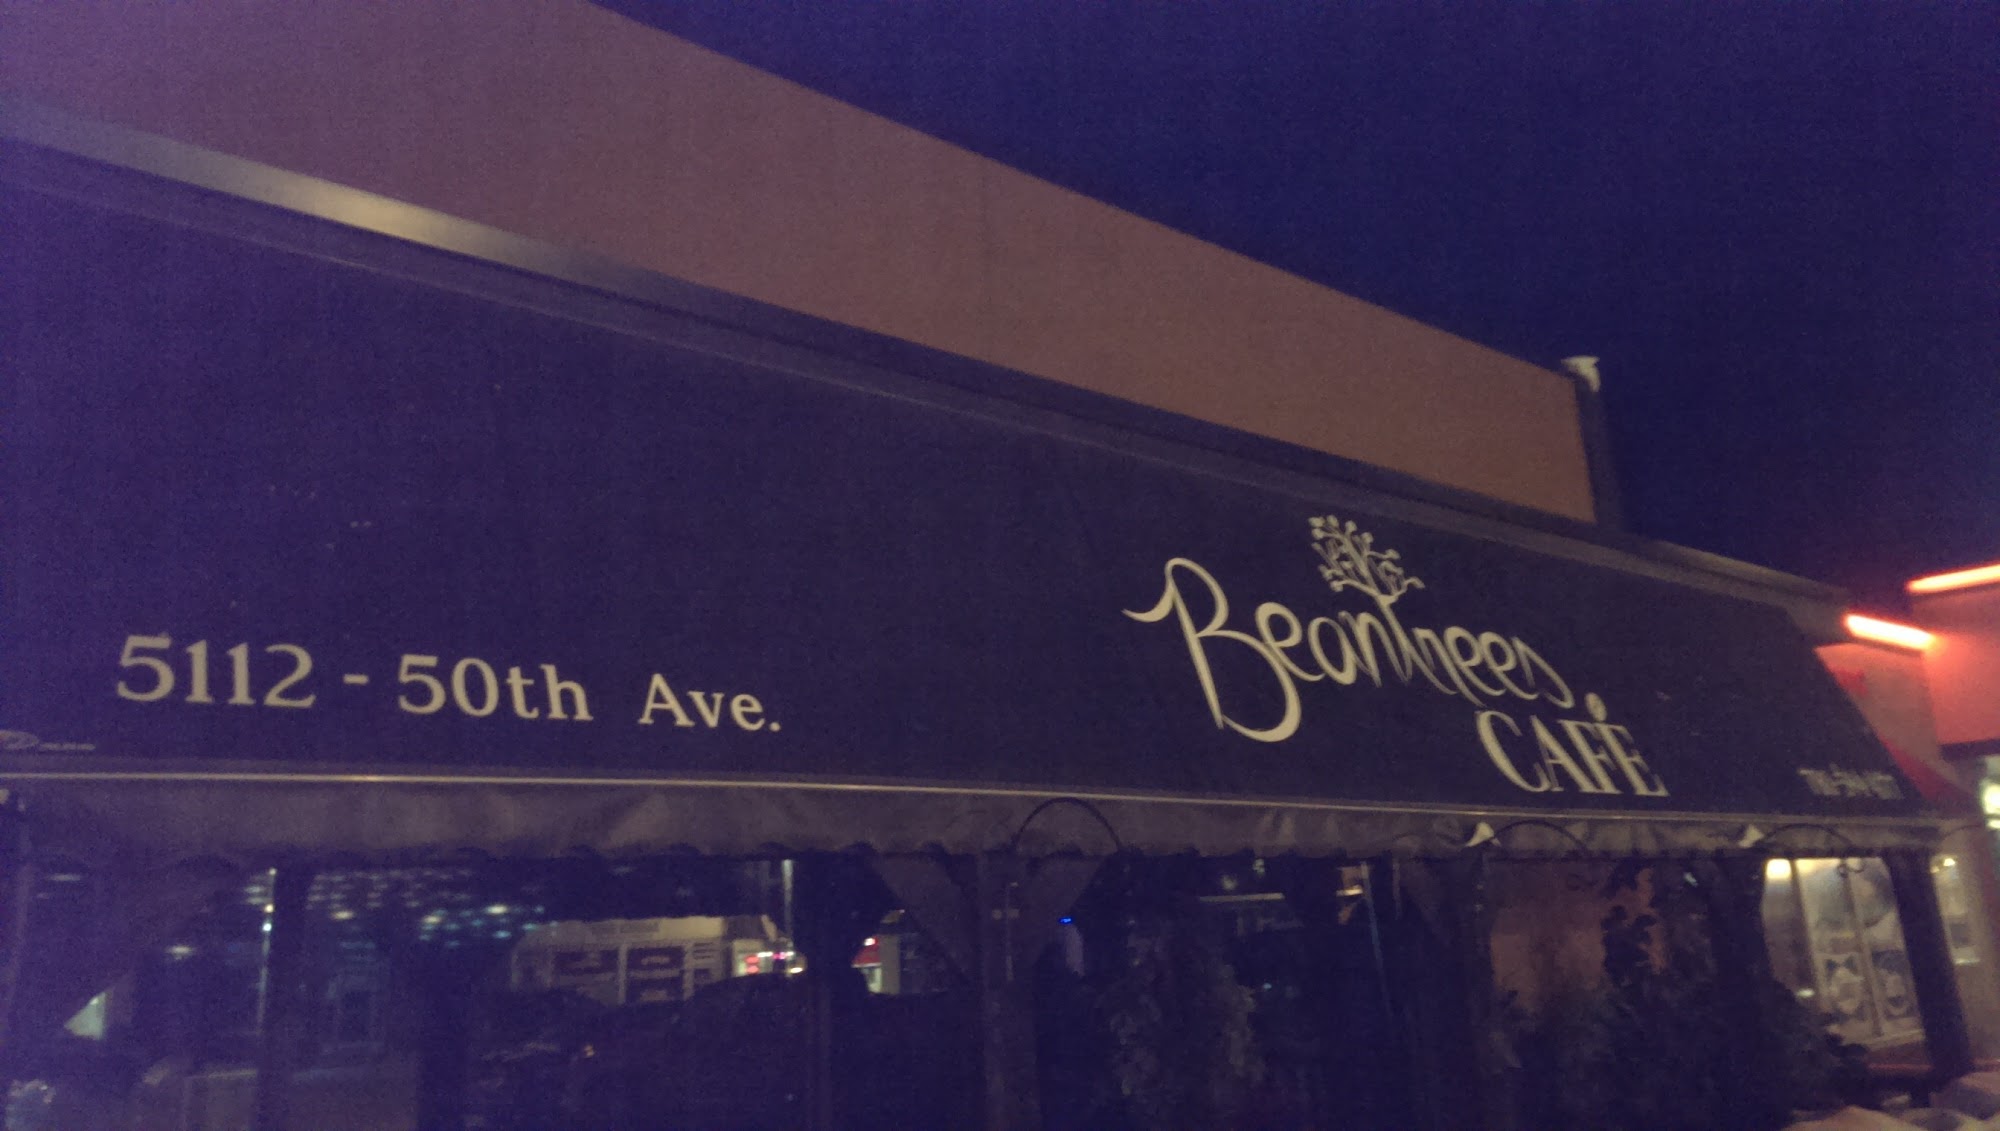 5112 - 50th Ave.
Beantrees
CAFÉ